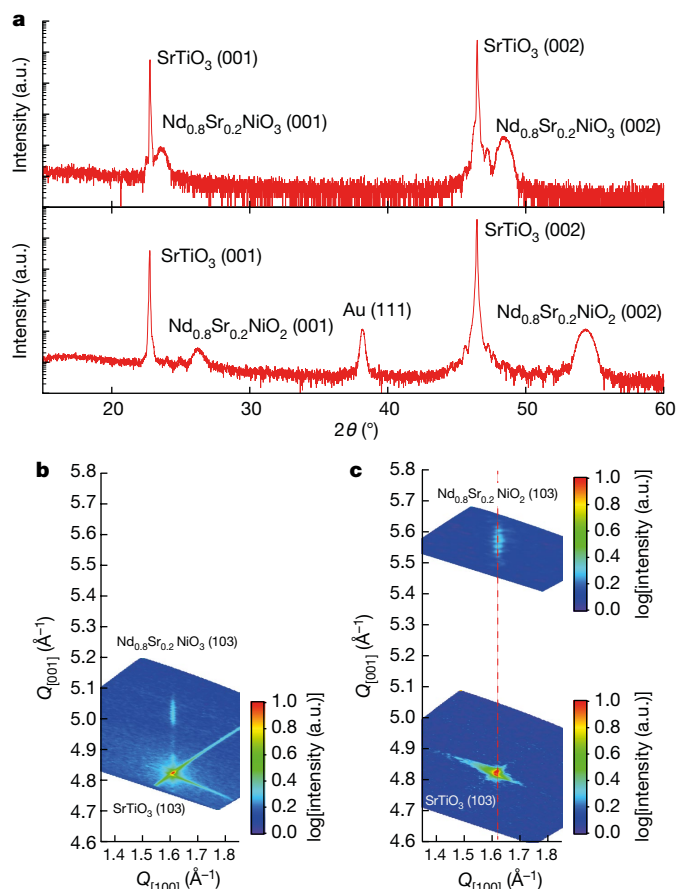 a
Intensity (a.u.)
SrTiO₃ (001)
Nd₀.₈Sr₀.₂NiO₃ (001)
SrTiO₃ (002)
Nd₀.₈Sr₀.₂NiO₃ (002)
Intensity (a.u.)
SrTiO₃ (001)
Nd₀.₈Sr₀.₂NiO₂ (001)
Au (111)
SrTiO₃ (002)
Nd₀.₈Sr₀.₂NiO₂ (002)
20 30 40 50 60
2θ (°)
b
5.8
5.7
5.6
5.5
5.4
5.3
5.2
5.1
5.0
4.9
4.8
4.7
4.6
Q[001] (Å⁻¹)
Nd₀.₈Sr₀.₂NiO₃ (103)
SrTiO₃ (103)
1.0
0.8
0.6
0.4
0.2
0.0
log[intensity (a.u.)]
1.4 1.5 1.6 1.7 1.8
Q[100] (Å⁻¹)
c
5.8
5.7
5.6
5.5
5.4
5.3
5.2
5.1
5.0
4.9
4.8
4.7
4.6
Q[001] (Å⁻¹)
Nd₀.₈Sr₀.₂ NiO₂ (103)
1.0
0.8
0.6
0.4
0.2
0.0
log[intensity (a.u.)]
SrTiO₃ (103)
1.0
0.8
0.6
0.4
0.2
0.0
log[intensity (a.u.)]
1.4 1.5 1.6 1.7 1.8
Q[100] (Å⁻¹)